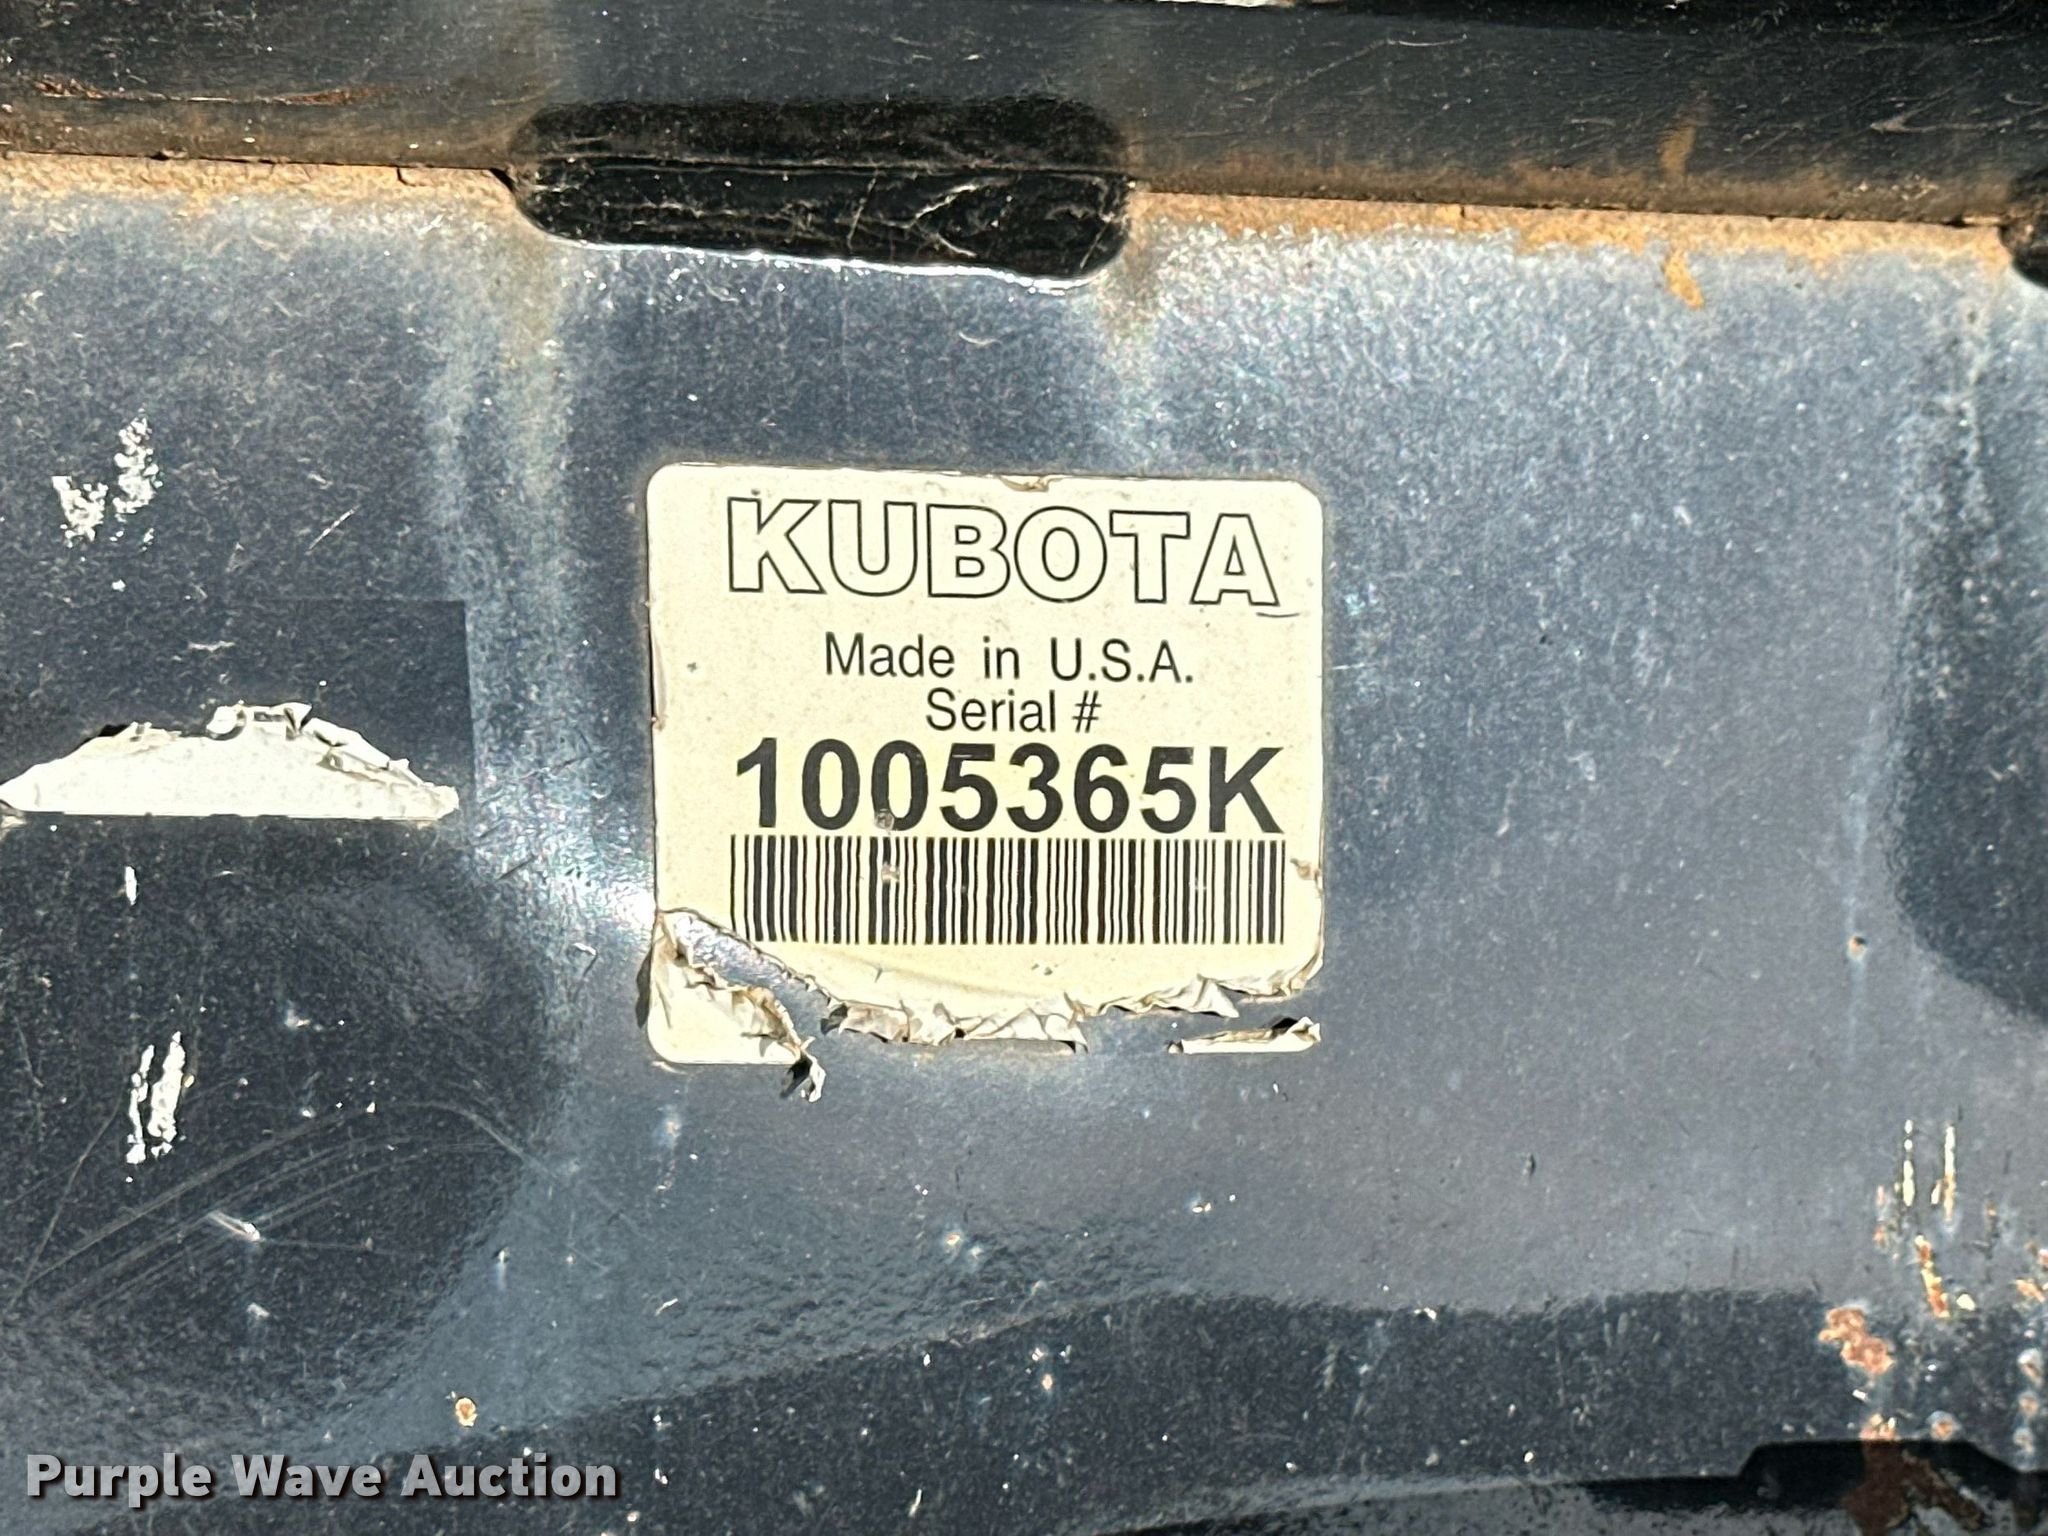 KUBOTA
Made in U.S.A.
Serial #
1005365K
Purple Wave Auction